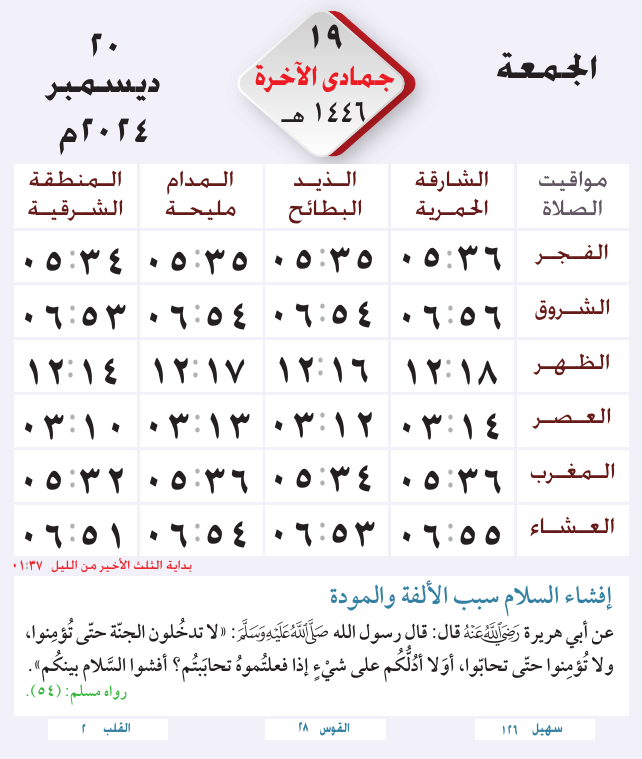 الجمعة
١٩
جمادى الآخرة
١٤٤٦ هـ
٢٠
ديسمبر
٢٠٢٤م
مواقيت الصلاة | الشارقة الحمرية | الذيد البطائح | المدام مليحة | المنطقة الشرقية
الفجر ٠٥:٣٦ ٠٥:٣٥ ٠٥:٣٥ ٠٥:٣٤
الشروق ٠٦:٥٦ ٠٦:٥٤ ٠٦:٥٤ ٠٦:٥٣
الظهر ١٢:١٨ ١٢:١٦ ١٢:١٧ ١٢:١٤
العصر ٠٣:١٤ ٠٣:١٢ ٠٣:١٣ ٠٣:١٠
المغرب ٠٥:٣٦ ٠٥:٣٤ ٠٥:٣٦ ٠٥:٣٢
العشاء ٠٦:٥٥ ٠٦:٥٣ ٠٦:٥٤ ٠٦:٥١
بداية الثلث الأخير من الليل ٠١:٣٧
إفشاء السلام سبب الألفة والمودة
عن أبي هريرة رَضِيَ اللَّهُ عَنْهُ قال: قال رسول الله صَلَّى اللَّهُ عَلَيْهِ وَسَلَّمَ: «لا تدخُلون الجنّة حتّى تُؤمِنوا،
ولا تُؤمِنوا حتّى تحابّوا، أوَلا أدُلُّكُم على شيْءٍ إذا فعلتُموهُ تحابَبتُم؟ أفشوا السَّلام بينكُم».
رواه مسلم: (٥٤).
سهيل ١٢٦
القوس ٢٨
القلب ٢